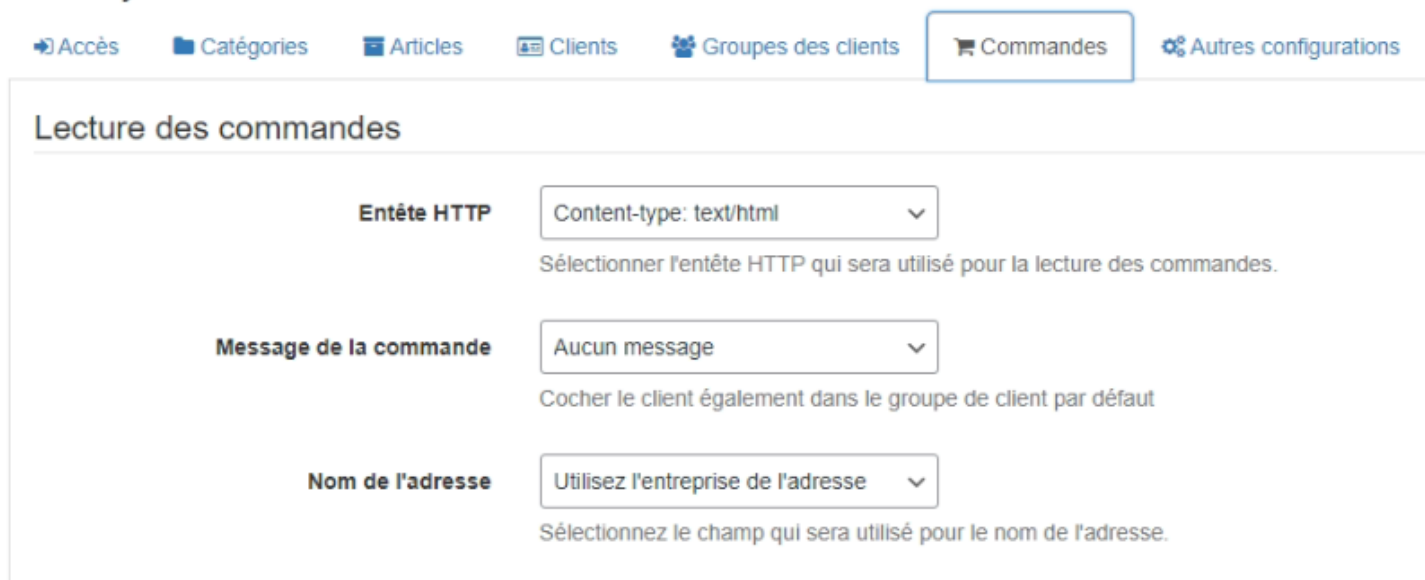 Accès Catégories Articles Clients Groupes des clients Commandes Autres configurations
Lecture des commandes
Entête HTTP Content-type: text/html
Sélectionner l'entête HTTP qui sera utilisé pour la lecture des commandes.
Message de la commande Aucun message
Cocher le client également dans le groupe de client par défaut
Nom de l'adresse Utilisez l'entreprise de l'adresse
Sélectionnez le champ qui sera utilisé pour le nom de l'adresse.